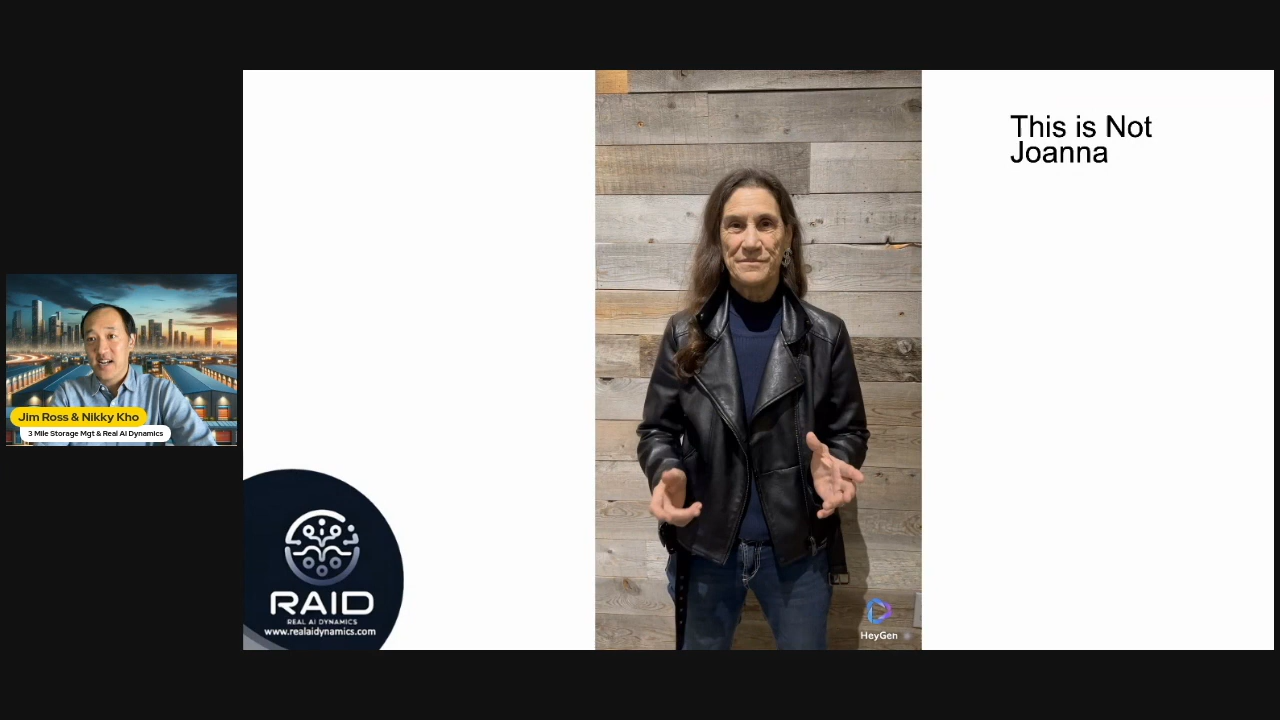 This is Not
Joanna
Jim Ross & Nikky Kho
3 Mile Storage Mgt & Real AI Dynamics
RAID
REAL AI DYNAMICS
www.realaidynamics.com
HeyGen